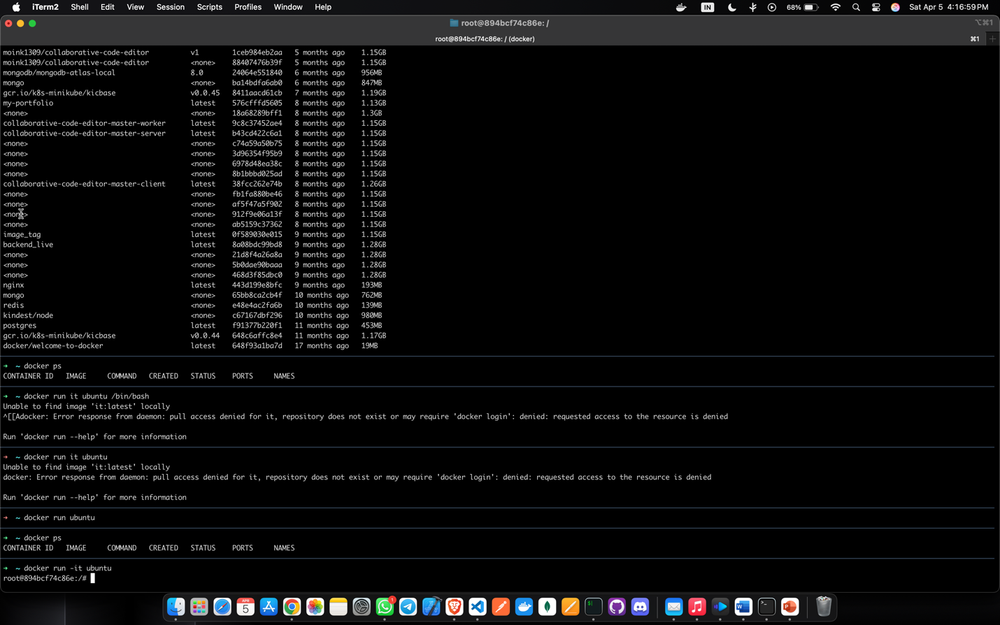 iTerm2 Shell Edit View Session Scripts Profiles Window Help IN 68% Sat Apr 5 4:16:59 PM
root@894bcf74c86e: / ⌥⌘1
root@894bcf74c86e: / (docker) ⌘1
moink1309/collaborative-code-editor v1 1ceb984eb2aa 5 months ago 1.15GB
moink1309/collaborative-code-editor <none> 88407476b39f 5 months ago 1.15GB
mongodb/mongodb-atlas-local 8.0 24064e551840 6 months ago 956MB
mongo <none> ba14bdfa6ab0 6 months ago 847MB
gcr.io/k8s-minikube/kicbase v0.0.45 8411aacd61cb 7 months ago 1.19GB
my-portfolio latest 576cfffd5605 8 months ago 1.13GB
<none> <none> 18a68289bff1 8 months ago 1.3GB
collaborative-code-editor-master-worker latest 9c8c37452ae4 8 months ago 1.15GB
collaborative-code-editor-master-server latest b43cd422c6a1 8 months ago 1.15GB
<none> <none> c74a59a50b75 8 months ago 1.15GB
<none> <none> 3d96354f95b9 8 months ago 1.15GB
<none> <none> 6978d48ea38c 8 months ago 1.15GB
<none> <none> 8b1bbbd025ad 8 months ago 1.15GB
collaborative-code-editor-master-client latest 38fcc262e74b 8 months ago 1.26GB
<none> <none> fb1fa880be46 8 months ago 1.15GB
<none> <none> af5f47a5f902 8 months ago 1.15GB
<none> <none> 912f9e06a13f 8 months ago 1.15GB
<none> <none> ab5159c37362 8 months ago 1.15GB
image_tag latest 0f589030e015 9 months ago 1.15GB
backend_live latest 8a08bdc99bd8 9 months ago 1.28GB
<none> <none> 21d8f4a26a8a 9 months ago 1.28GB
<none> <none> 5b0dae90baaa 9 months ago 1.28GB
<none> <none> 468d3f85dbc0 9 months ago 1.28GB
nginx latest 443d199e8bfc 9 months ago 193MB
mongo <none> 65bb8ca2cb4f 10 months ago 762MB
redis <none> e48e4ac2fa6b 10 months ago 139MB
kindest/node <none> c67167dbf296 10 months ago 980MB
postgres latest f91377b220f1 11 months ago 453MB
gcr.io/k8s-minikube/kicbase v0.0.44 648c6affc8e4 11 months ago 1.17GB
docker/welcome-to-docker latest 648f93a1ba7d 17 months ago 19MB
➜ ~ docker ps
CONTAINER ID IMAGE COMMAND CREATED STATUS PORTS NAMES
➜ ~ docker run it ubuntu /bin/bash
Unable to find image 'it:latest' locally
^[[Adocker: Error response from daemon: pull access denied for it, repository does not exist or may require 'docker login': denied: requested access to the resource is denied
Run 'docker run --help' for more information
➜ ~ docker run it ubuntu
Unable to find image 'it:latest' locally
docker: Error response from daemon: pull access denied for it, repository does not exist or may require 'docker login': denied: requested access to the resource is denied
Run 'docker run --help' for more information
➜ ~ docker run ubuntu
➜ ~ docker ps
CONTAINER ID IMAGE COMMAND CREATED STATUS PORTS NAMES
➜ ~ docker run -it ubuntu
root@894bcf74c86e:/#
APR
5
1